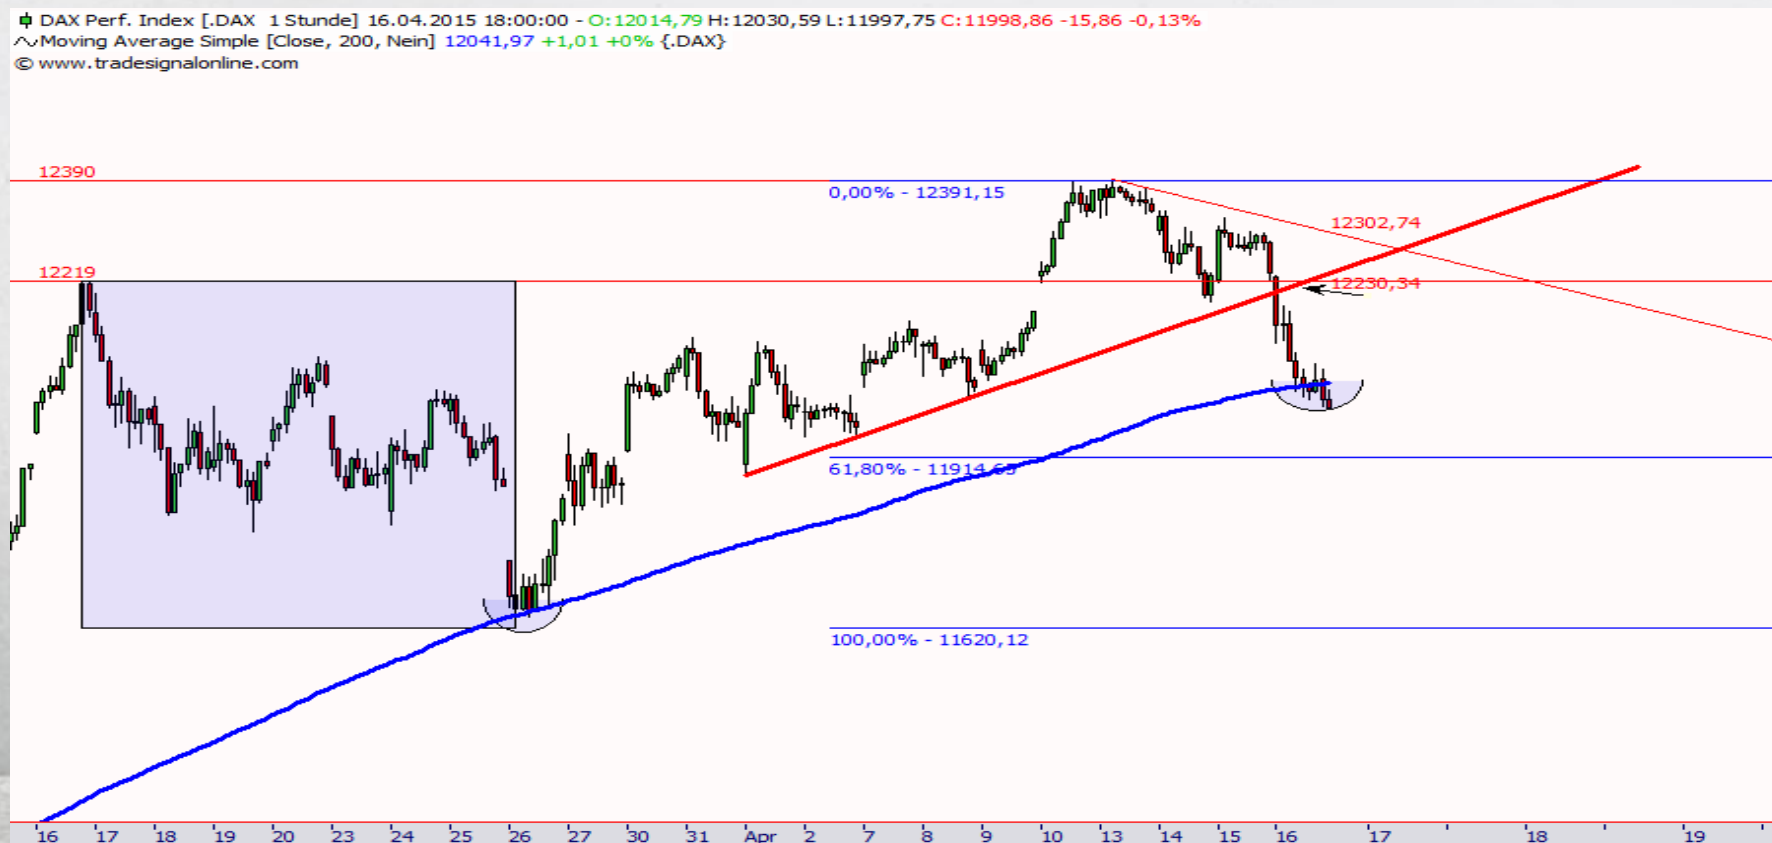 DAX Perf. Index [.DAX 1 Stunde] 16.04.2015 18:00:00 - O:12014,79 H:12030,59 L:11997,75 C:11998,86 -15,86 -0,13%
Moving Average Simple [Close, 200, Nein] 12041,97 +1,01 +0% {.DAX}
© www.tradesignalonline.com
12390
0,00% - 12391,15
12302,74
12219
12230,34
61,80% - 11914,65
100,00% - 11620,12
16 17 18 19 20 23 24 25 26 27 30 31 Apr 2 7 8 9 10 13 14 15 16 17 18 19